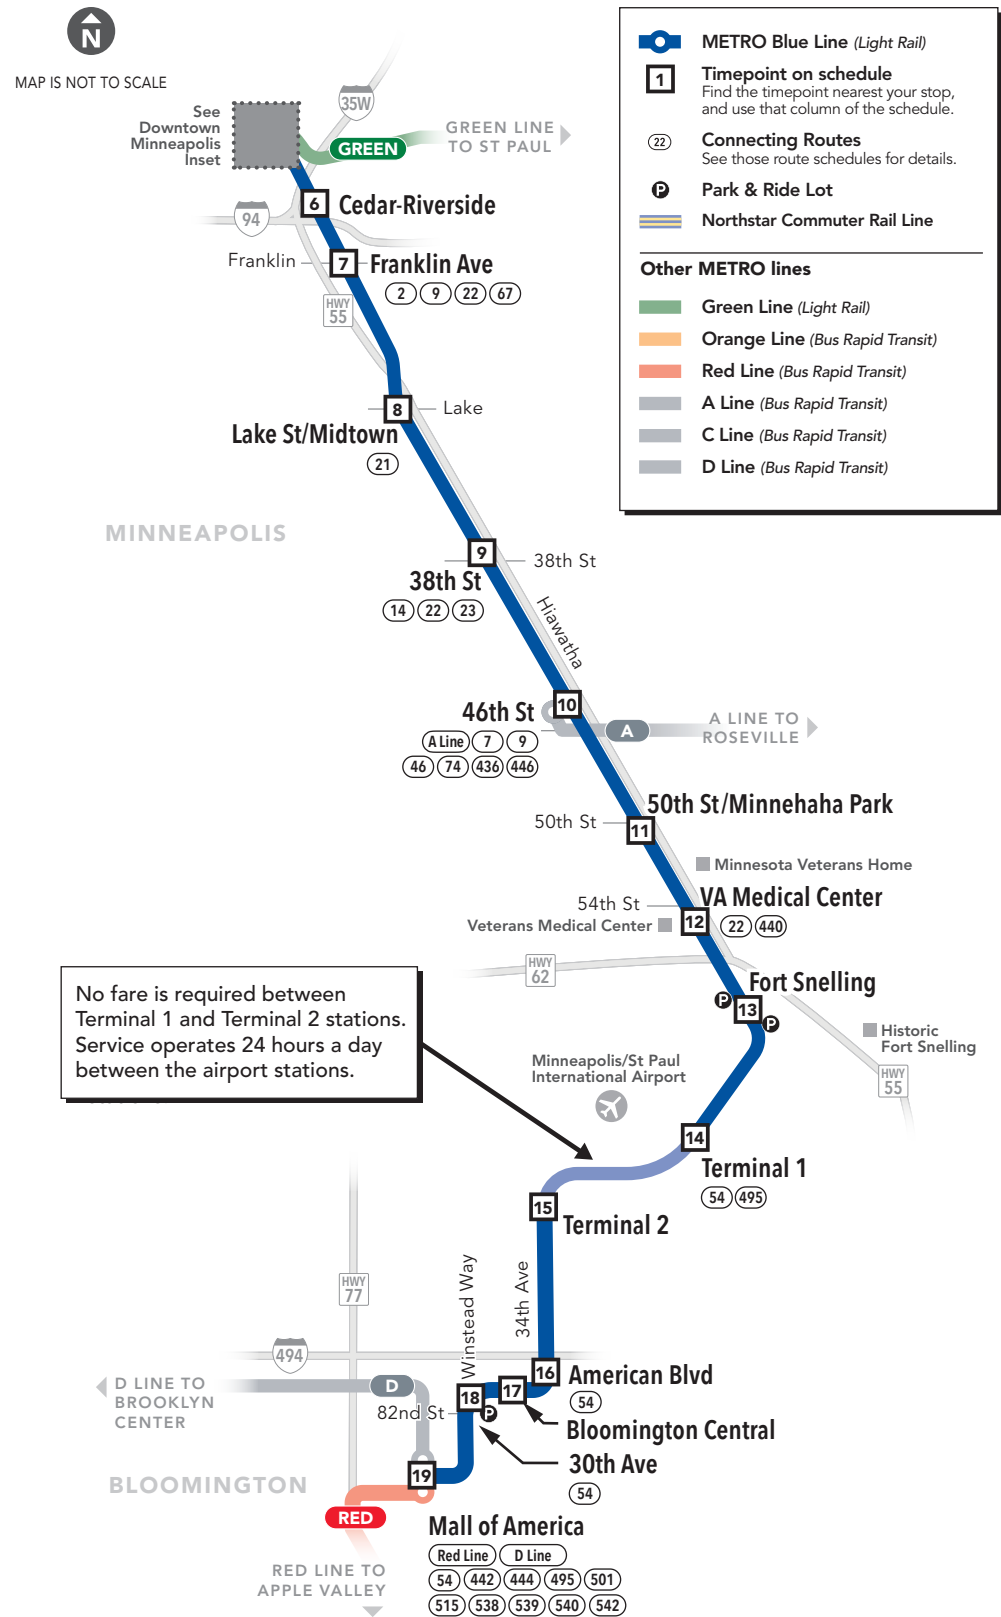 N
MAP IS NOT TO SCALE
See
Downtown
Minneapolis
Inset
35W
GREEN
GREEN LINE
TO ST PAUL
6
Cedar-Riverside
94
Franklin
7
Franklin Ave
2 9 22 67
HWY
55
8
Lake
Lake St/Midtown
21
MINNEAPOLIS
9
38th St
38th St
14 22 23
Hiawatha
10
46th St
A Line 7 9
46 74 436 446
A
A LINE TO
ROSEVILLE
50th St/Minnehaha Park
50th St
11
Minnesota Veterans Home
54th St
VA Medical Center
Veterans Medical Center
12
22 440
HWY
62
Fort Snelling
P
13
P
Historic
Fort Snelling
HWY
55
No fare is required between
Terminal 1 and Terminal 2 stations.
Service operates 24 hours a day
between the airport stations.
Minneapolis/St Paul
International Airport
14
Terminal 1
54 495
15
Terminal 2
HWY
77
Winstead Way
34th Ave
494
16
American Blvd
54
D LINE TO
BROOKLYN
CENTER
D
82nd St
18
17
P
Bloomington Central
30th Ave
54
BLOOMINGTON
19
RED
Mall of America
Red Line D Line
54 442 444 495 501
515 538 539 540 542
RED LINE TO
APPLE VALLEY
METRO Blue Line (Light Rail)
1
Timepoint on schedule
Find the timepoint nearest your stop,
and use that column of the schedule.
22
Connecting Routes
See those route schedules for details.
P
Park & Ride Lot
Northstar Commuter Rail Line
Other METRO lines
Green Line (Light Rail)
Orange Line (Bus Rapid Transit)
Red Line (Bus Rapid Transit)
A Line (Bus Rapid Transit)
C Line (Bus Rapid Transit)
D Line (Bus Rapid Transit)